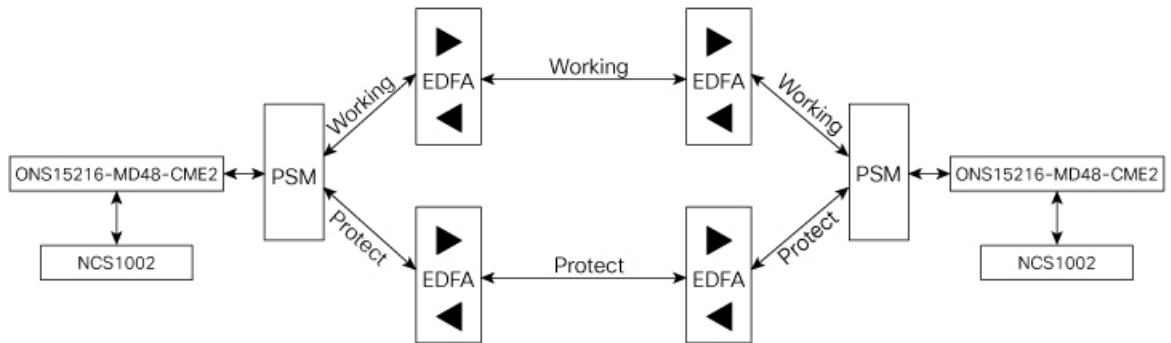 EDFA
Working
EDFA
Working
Working
ONS15216-MD48-CME2
PSM
PSM
ONS15216-MD48-CME2
Protect
Protect
NCS1002
EDFA
Protect
EDFA
NCS1002